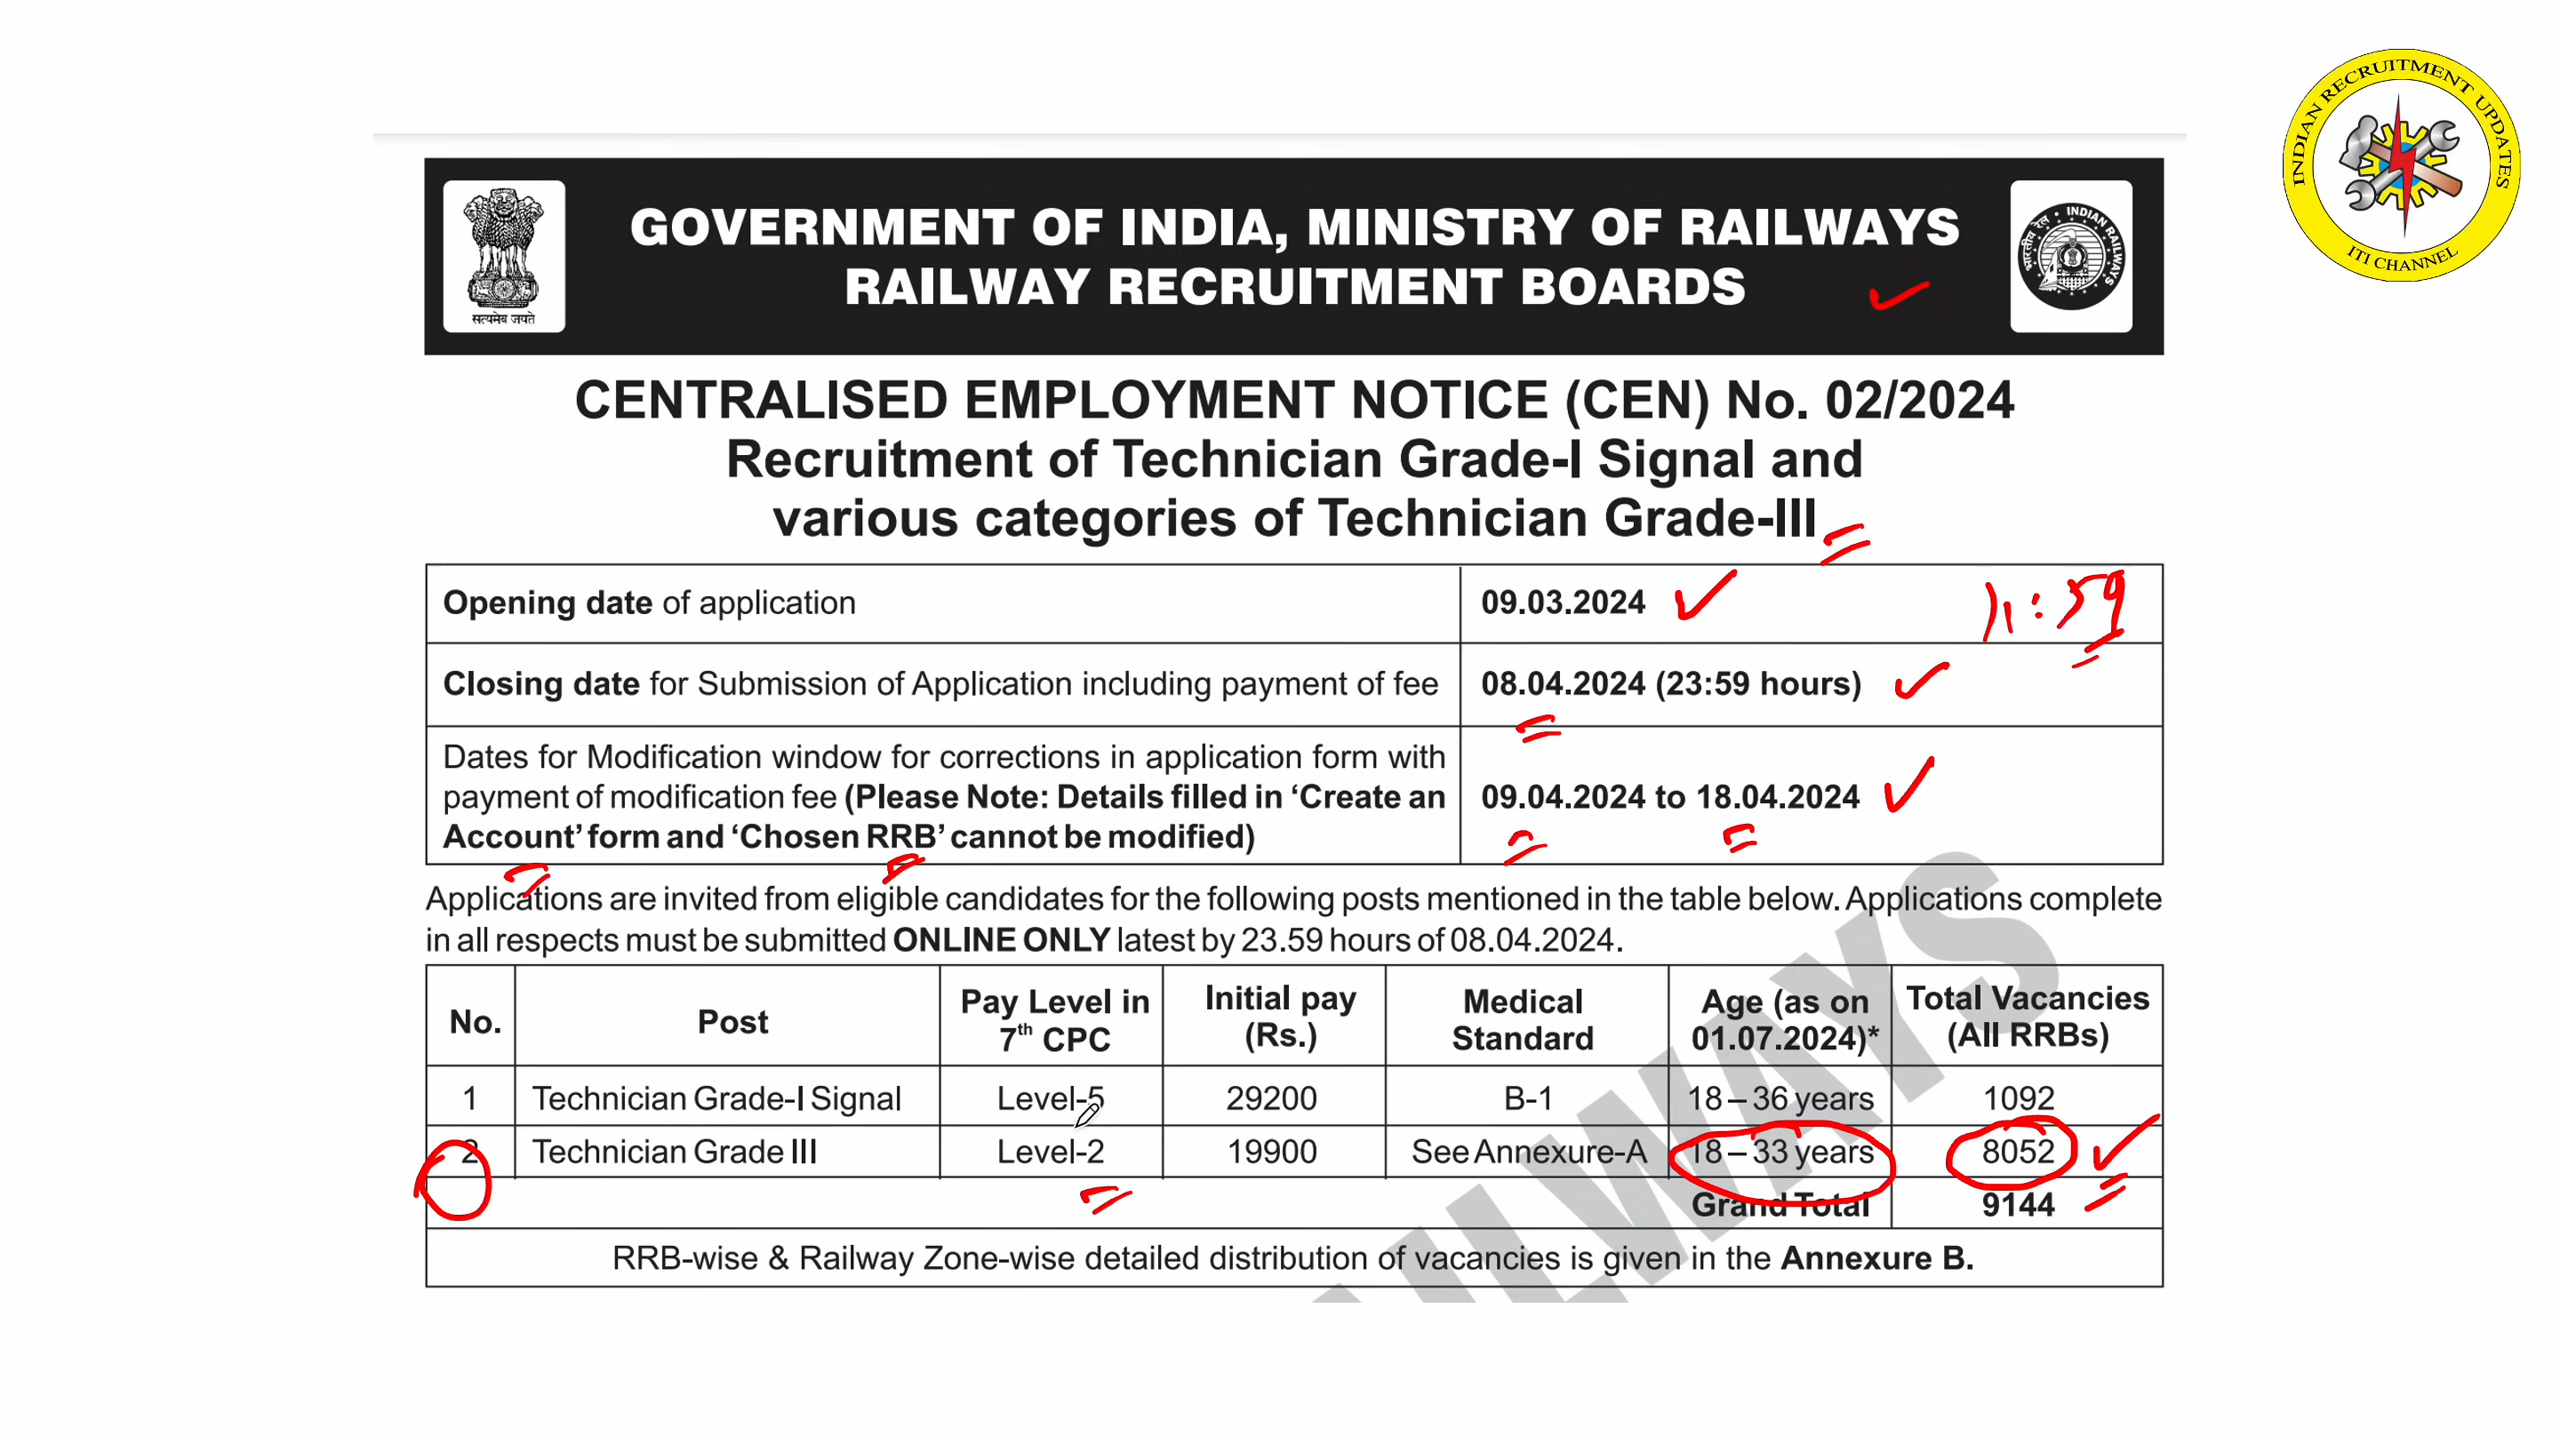 INDIAN RECRUITMENT UPDATES
ITI CHANNEL
GOVERNMENT OF INDIA, MINISTRY OF RAILWAYS
RAILWAY RECRUITMENT BOARDS
सत्यमेव जयते
भारतीय रेल • INDIAN RAILWAYS
CENTRALISED EMPLOYMENT NOTICE (CEN) No. 02/2024
Recruitment of Technician Grade-I Signal and
various categories of Technician Grade-III
Opening date of application 09.03.2024
11:59
Closing date for Submission of Application including payment of fee 08.04.2024 (23:59 hours)
Dates for Modification window for corrections in application form with
payment of modification fee (Please Note: Details filled in ‘Create an
Account’ form and ‘Chosen RRB’ cannot be modified)
09.04.2024 to 18.04.2024
Applications are invited from eligible candidates for the following posts mentioned in the table below. Applications complete
in all respects must be submitted ONLINE ONLY latest by 23.59 hours of 08.04.2024.
No. Post Pay Level in 7th CPC Initial pay (Rs.) Medical Standard Age (as on 01.07.2024)* Total Vacancies (All RRBs)
1 Technician Grade-I Signal Level-5 29200 B-1 18 – 36 years 1092
2 Technician Grade III Level-2 19900 See Annexure-A 18 – 33 years 8052
Grand Total 9144
RRB-wise & Railway Zone-wise detailed distribution of vacancies is given in the Annexure B.